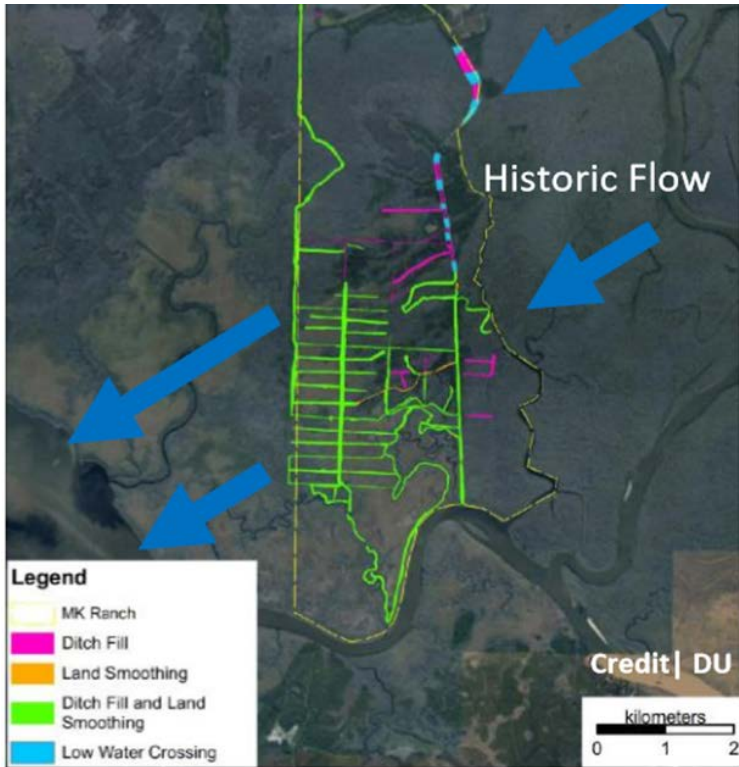 Historic Flow
Legend
MK Ranch
Ditch Fill
Land Smoothing
Ditch Fill and Land
Smoothing
Low Water Crossing
Credit| DU
kilometers
0 1 2